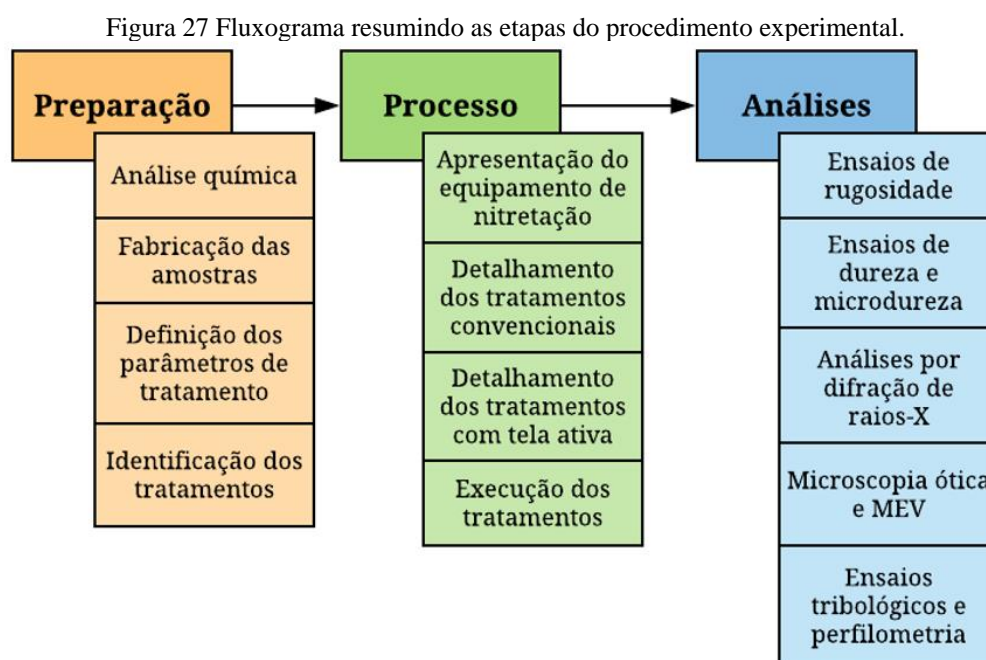 Figura 27 Fluxograma resumindo as etapas do procedimento experimental.
Preparação
Análise química
Fabricação das
amostras
Definição dos
parâmetros de
tratamento
Identificação dos
tratamentos
Processo
Apresentação do
equipamento de
nitretação
Detalhamento
dos tratamentos
convencionais
Detalhamento
dos tratamentos
com tela ativa
Execução dos
tratamentos
Análises
Ensaios de
rugosidade
Ensaios de
dureza e
microdureza
Análises por
difração de
raios-X
Microscopia ótica
e MEV
Ensaios
tribológicos e
perfilometria